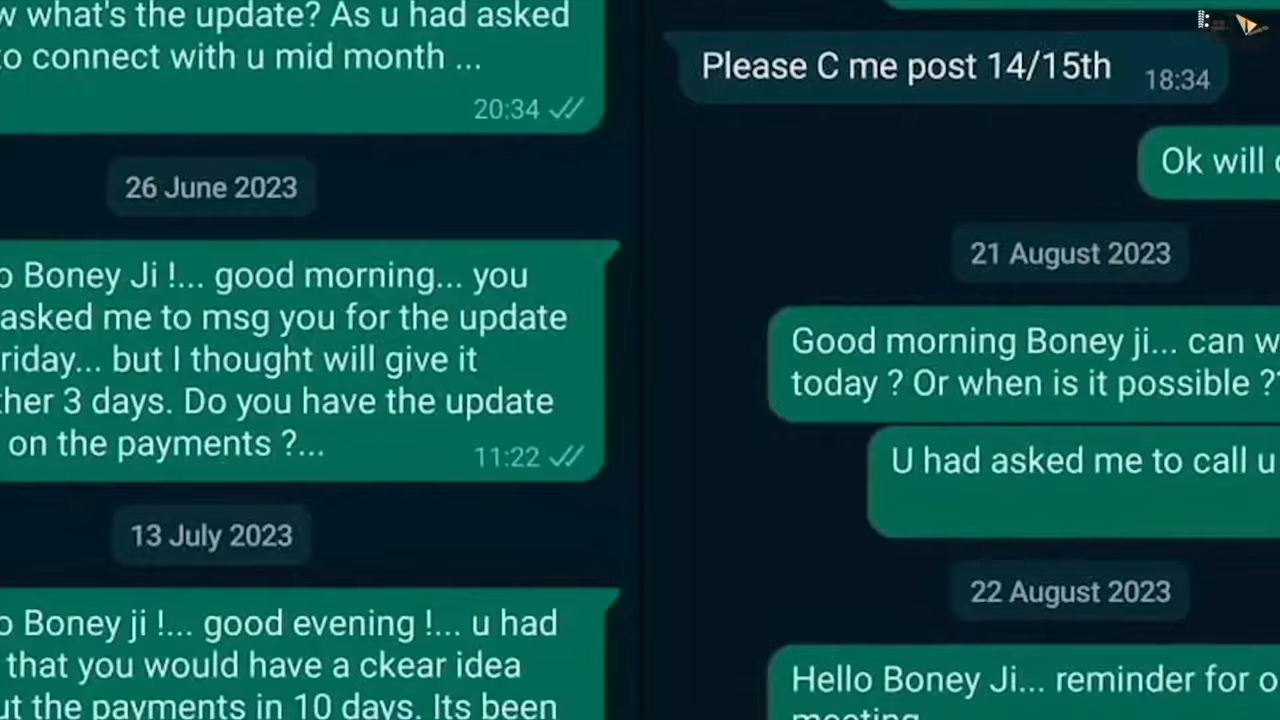 what's the update? As u had asked
to connect with u mid month ...
20:34
26 June 2023
Boney Ji !... good morning... you
asked me to msg you for the update
... but I thought will give it
3 days. Do you have the update
on the payments ?...
11:22
13 July 2023
Boney ji !... good evening !... u had
that you would have a ckear idea
the payments in 10 days. Its been
Please C me post 14/15th
18:34
Ok will
21 August 2023
Good morning Boney ji... can
today ? Or when is it possible ?
U had asked me to call u
22 August 2023
Hello Boney Ji... reminder for
meeting